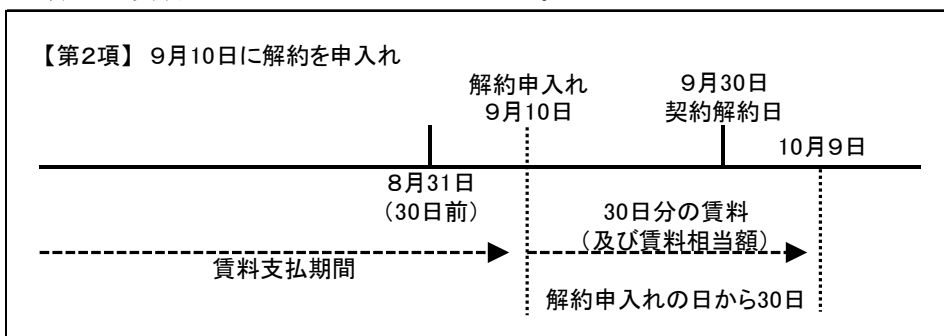 【第2項】 9月10日に解約を申入れ
解約申入れ
9月10日
9月30日
契約解約日
10月9日
8月31日
(30日前)
30日分の賃料
(及び賃料相当額)
賃料支払期間
解約申入れの日から30日